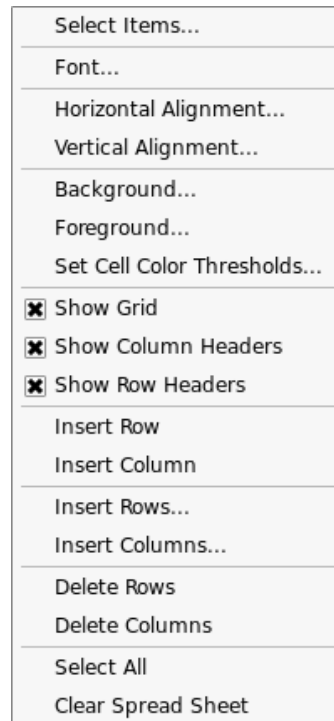 Select Items...
Font...
Horizontal Alignment...
Vertical Alignment...
Background...
Foreground...
Set Cell Color Thresholds...
Show Grid
Show Column Headers
Show Row Headers
Insert Row
Insert Column
Insert Rows...
Insert Columns...
Delete Rows
Delete Columns
Select All
Clear Spread Sheet